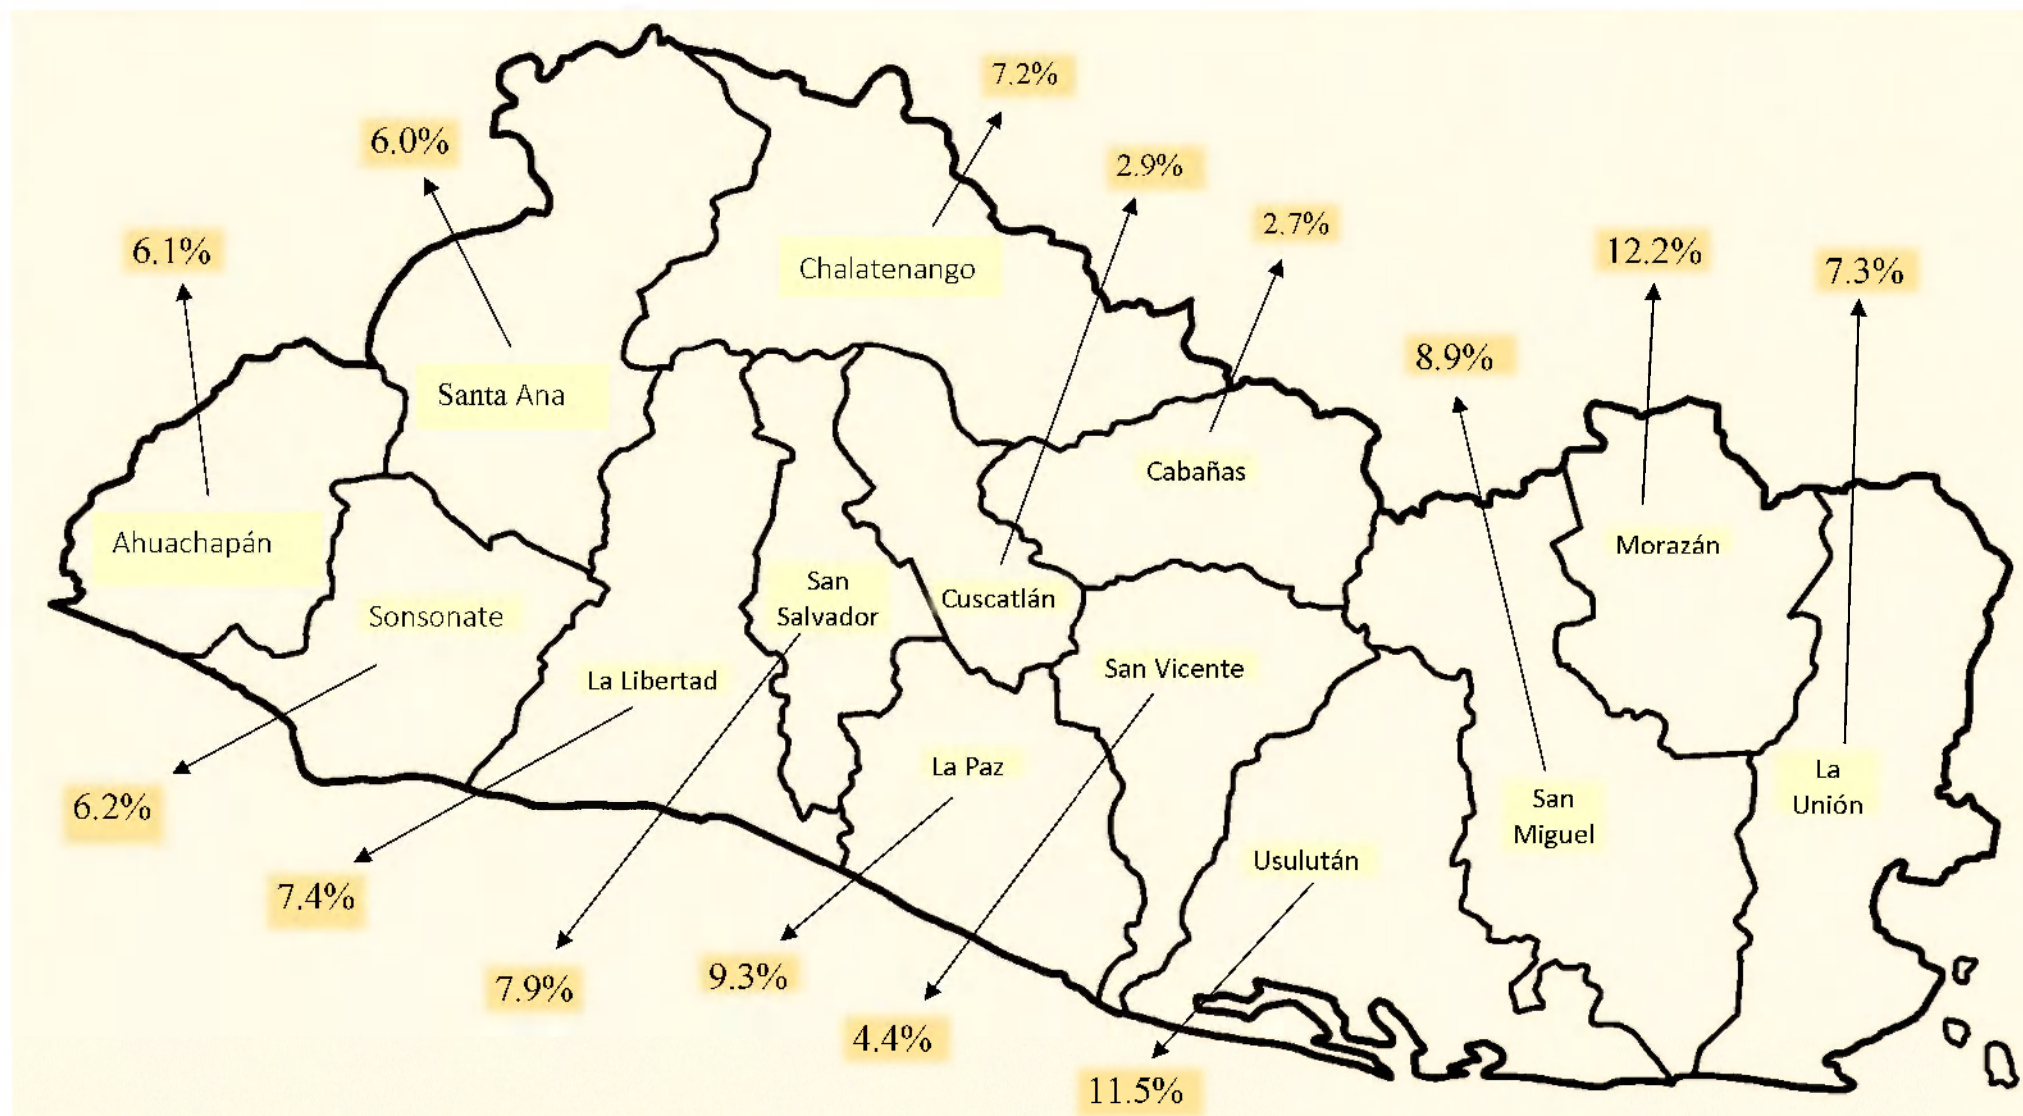 7.2%
6.0%
2.9%
2.7%
6.1%
12.2%
7.3%
Chalatenango
8.9%
Santa Ana
Cabañas
Ahuachapán
Morazán
San
Salvador
Cuscatlán
Sonsonate
La Libertad
San Vicente
La Paz
La
Unión
San
Miguel
6.2%
Usulután
7.4%
7.9%
9.3%
4.4%
11.5%